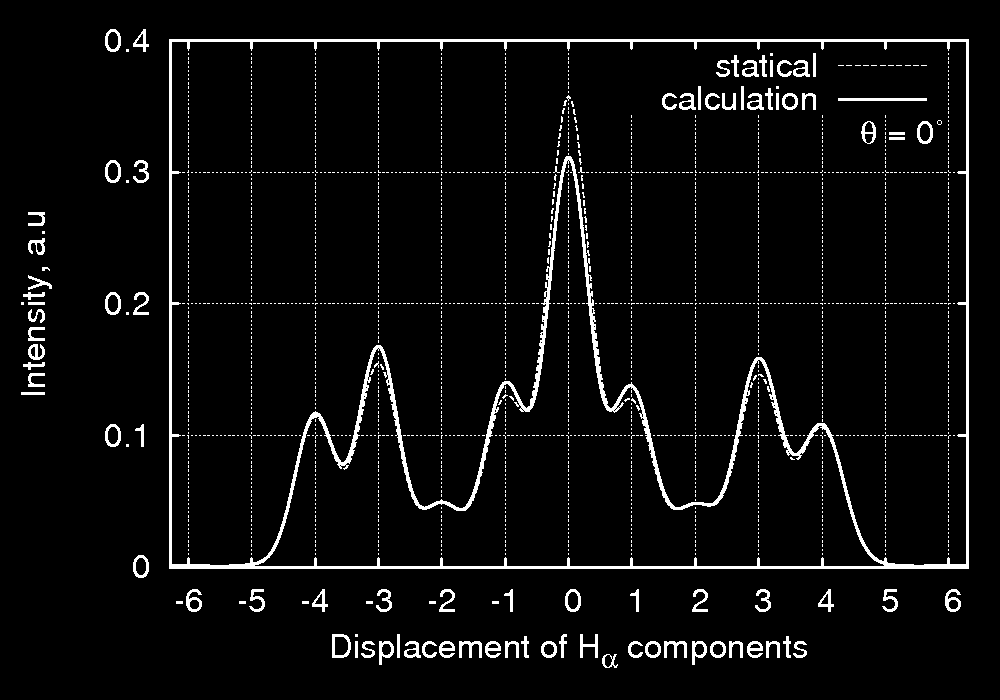 0.4
0.3
0.2
0.1
0
Intensity, a.u
statical
calculation
θ = 0°
-6 -5 -4 -3 -2 -1 0 1 2 3 4 5 6
Displacement of Hα components